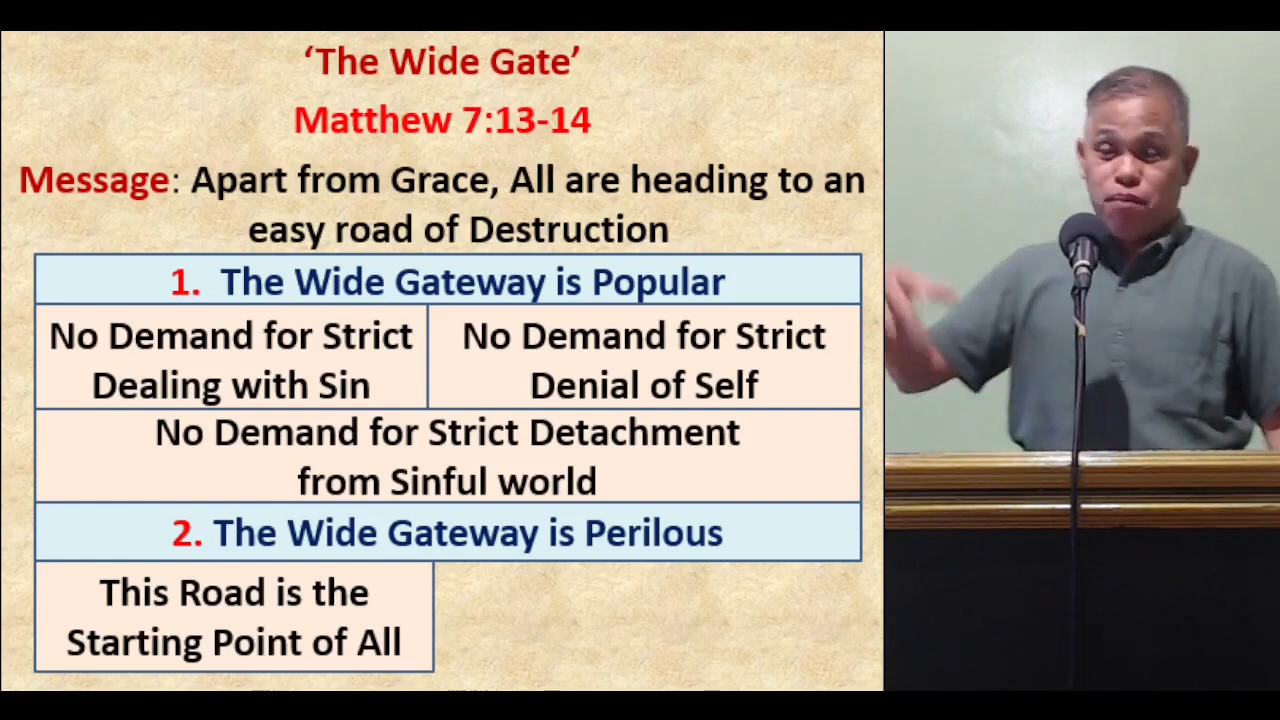 ‘The Wide Gate’
Matthew 7:13-14
Message: Apart from Grace, All are heading to an
easy road of Destruction
1. The Wide Gateway is Popular
No Demand for Strict
Dealing with Sin
No Demand for Strict
Denial of Self
No Demand for Strict Detachment
from Sinful world
2. The Wide Gateway is Perilous
This Road is the
Starting Point of All